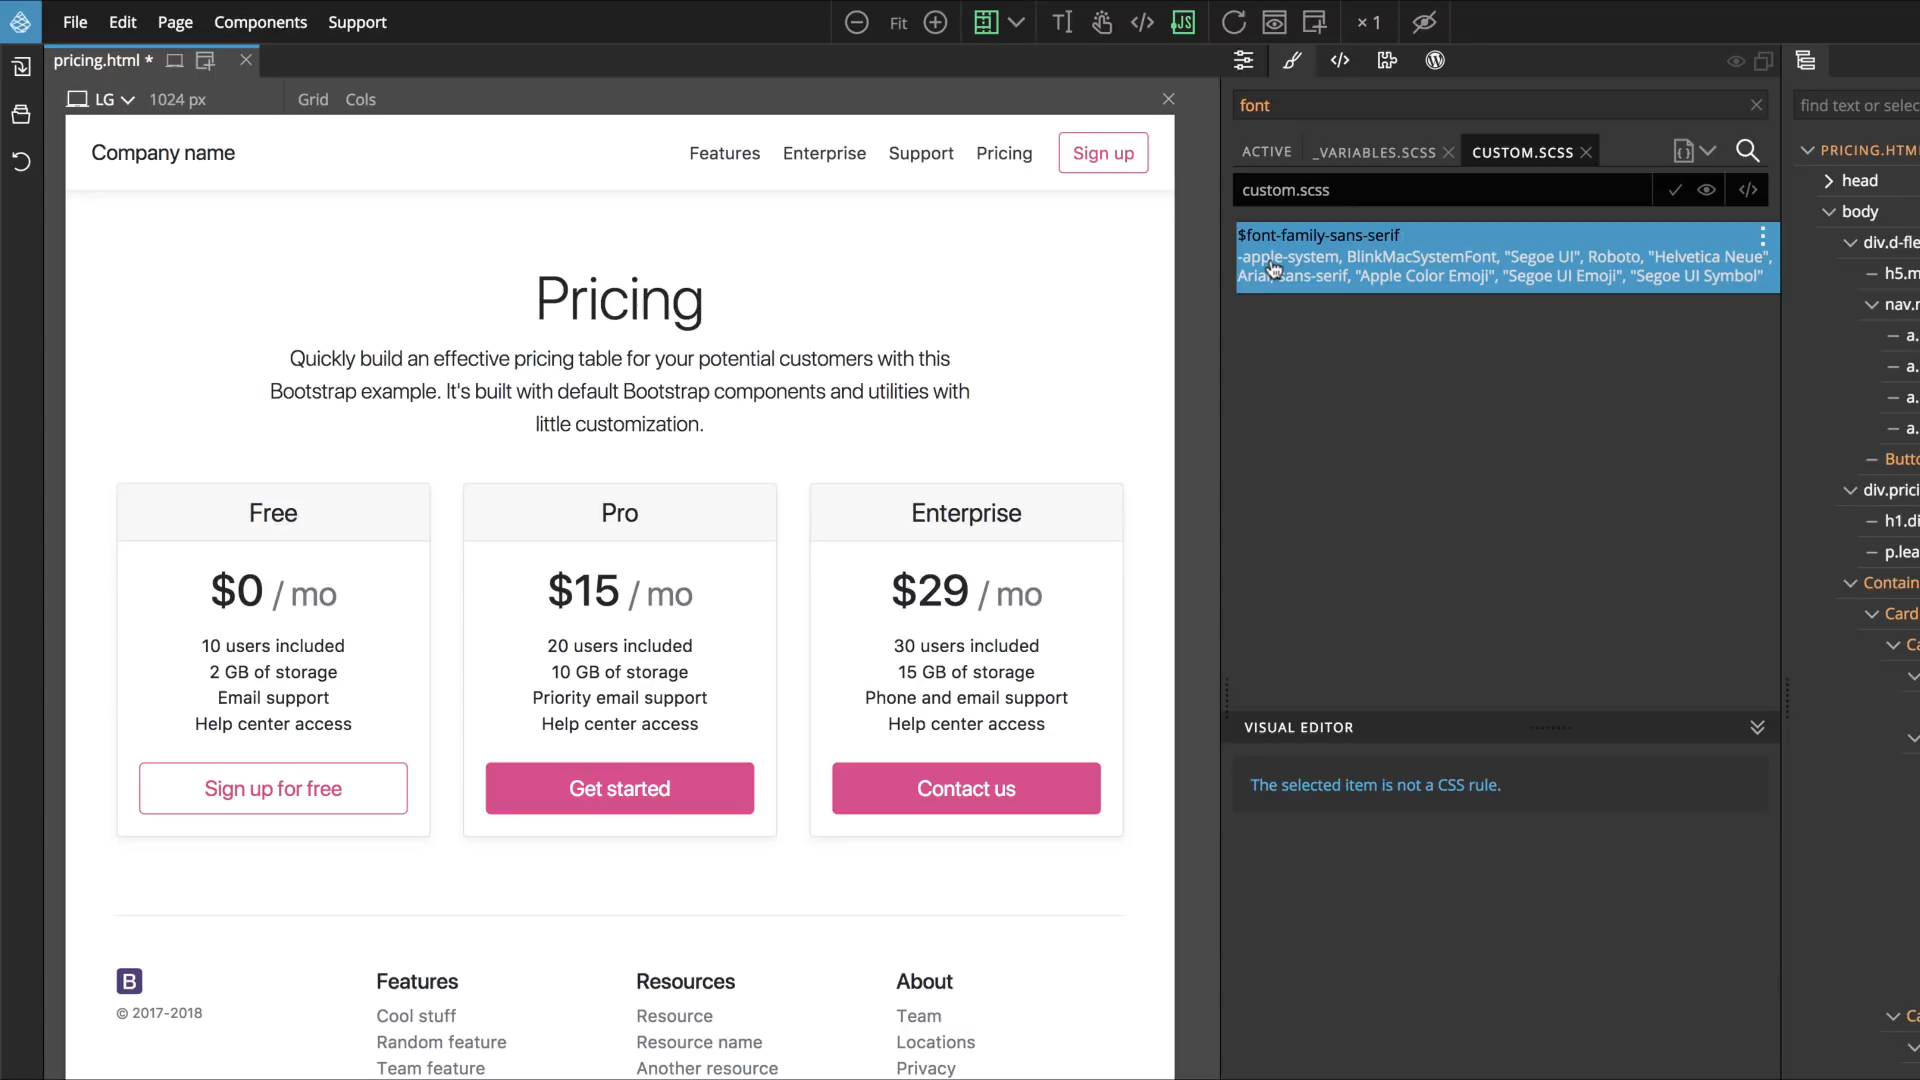 File Edit Page Components Support
Fit
JS
× 1
pricing.html *
LG 1024 px Grid Cols
font
find text or selec
ACTIVE _VARIABLES.SCSS CUSTOM.SCSS
custom.scss
$font-family-sans-serif
-apple-system, BlinkMacSystemFont, "Segoe UI", Roboto, "Helvetica Neue",
Arial, sans-serif, "Apple Color Emoji", "Segoe UI Emoji", "Segoe UI Symbol"
VISUAL EDITOR
The selected item is not a CSS rule.
PRICING.HTM
head
body
div.d-fle
h5.m
nav.r
a.
a.
a.
a.
Butto
div.prici
h1.di
p.lea
Contain
Card
Ca
Ca
Company name
Features Enterprise Support Pricing Sign up
Pricing
Quickly build an effective pricing table for your potential customers with this
Bootstrap example. It's built with default Bootstrap components and utilities with
little customization.
Free
$0 / mo
10 users included
2 GB of storage
Email support
Help center access
Sign up for free
Pro
$15 / mo
20 users included
10 GB of storage
Priority email support
Help center access
Get started
Enterprise
$29 / mo
30 users included
15 GB of storage
Phone and email support
Help center access
Contact us
B
© 2017-2018
Features
Cool stuff
Random feature
Team feature
Resources
Resource
Resource name
Another resource
About
Team
Locations
Privacy